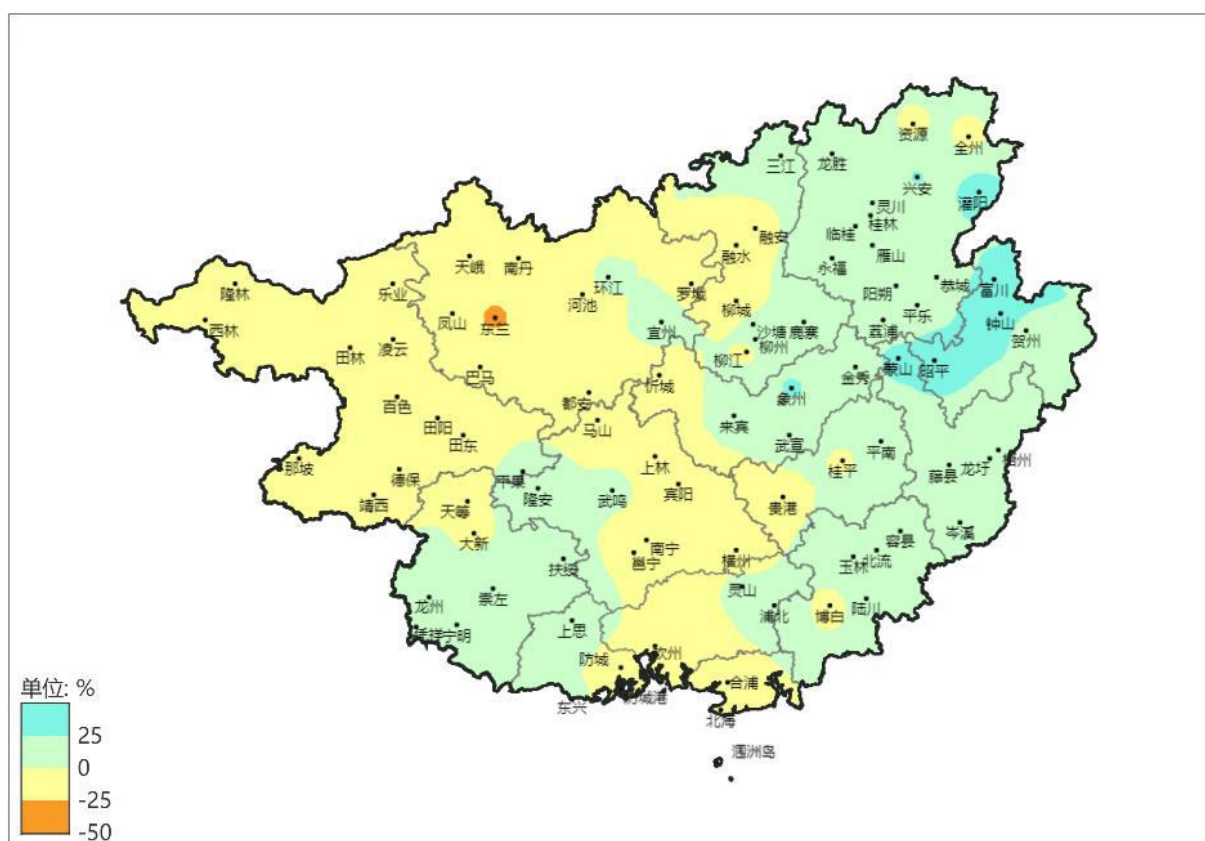 资源
全州
三江
龙胜
兴安
灌阳
灵川
桂林
临桂
融安
融水
雁山
永福
天峨
南丹
环江
恭城
富川
隆林
乐业
河池
罗城
阳朔
柳城
平乐
钟山
凤山
东兰
西林
宜州
沙塘
鹿寨
荔浦
贺州
柳州
田林
凌云
柳江
蒙山
昭平
巴马
忻城
金秀
都安
象州
百色
马山
来宾
田阳
田东
武宣
平南
上林
桂平
龙圩
梧州
那坡
德保
平果
藤县
隆安
武鸣
宾阳
靖西
天等
贵港
大新
南宁
岑溪
容县
邕宁
横州
玉林
北流
扶绥
灵山
崇左
龙州
浦北
博白
陆川
凭祥
宁明
上思
防城
钦州
合浦
防城港
东兴
北海
涠洲岛
单位: %
25
0
-25
-50